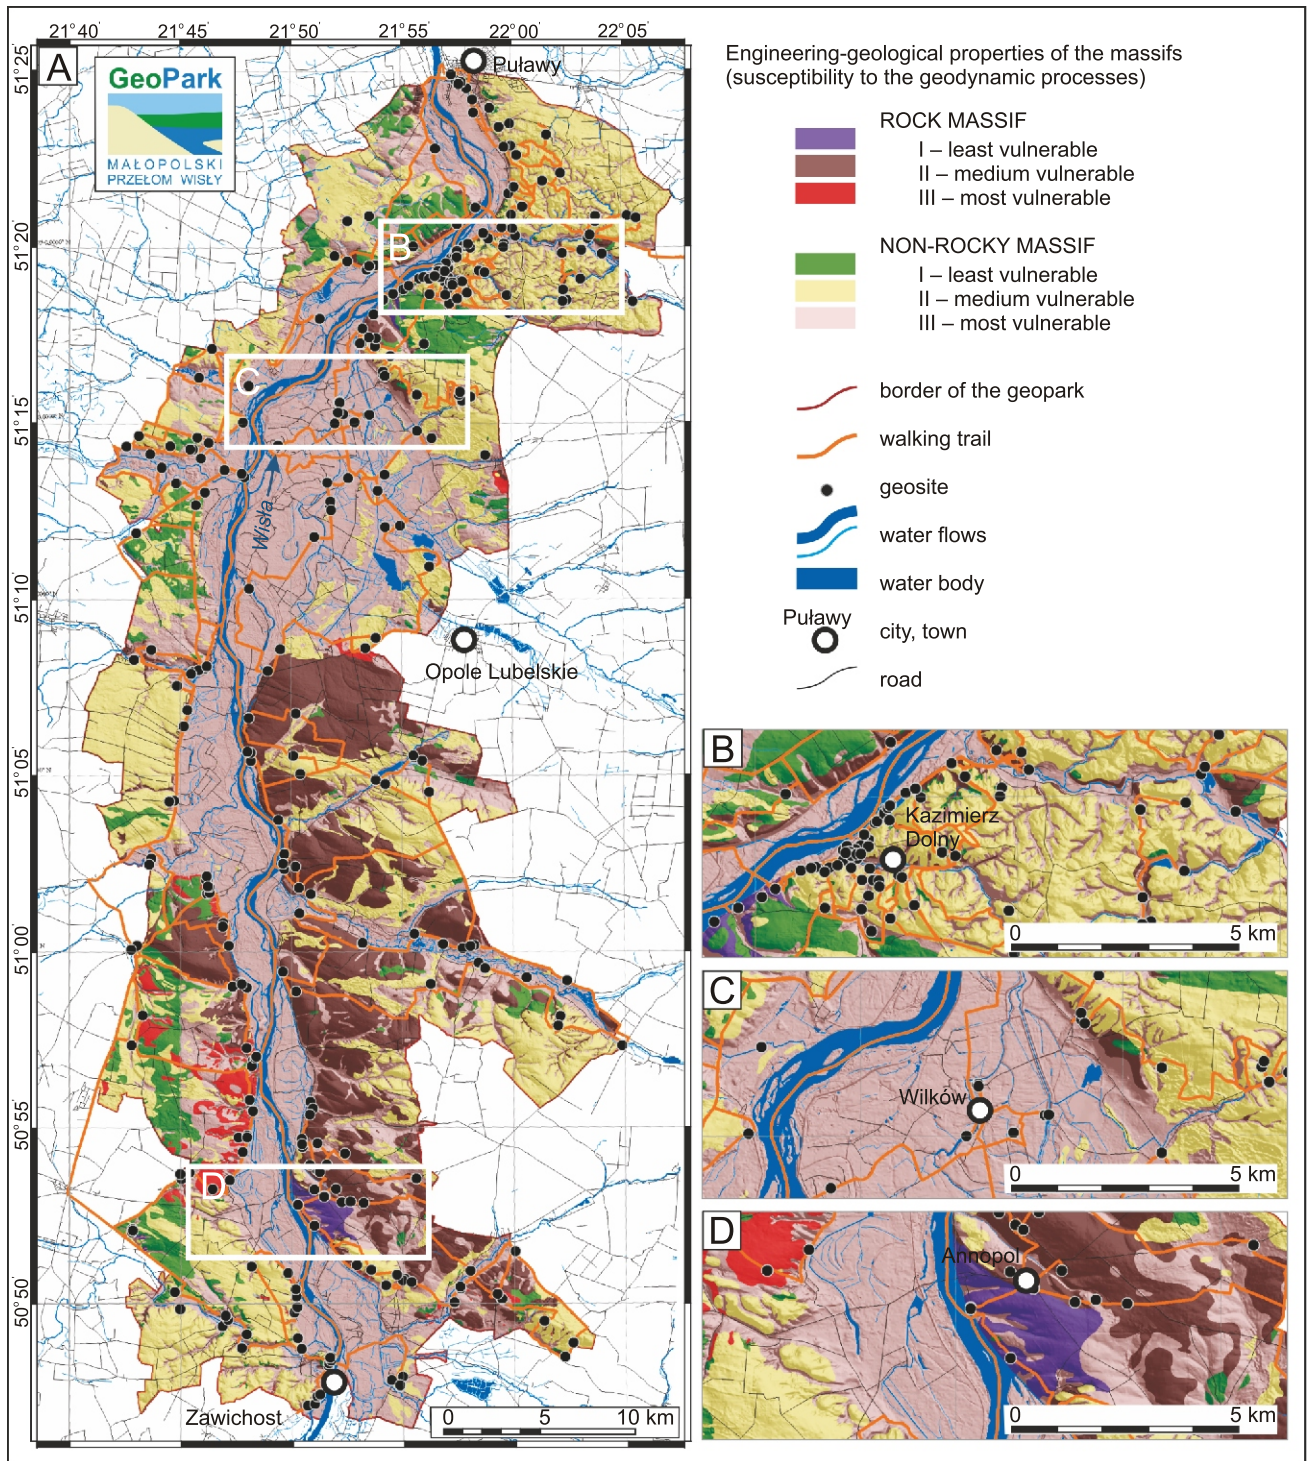 21°40'
21°45'
21°50'
21°55'
22°00'
22°05'
51°25'
51°20'
51°15'
51°10'
51°05'
51°00'
50°55'
50°50'
A
GeoPark
MAŁOPOLSKI
PRZEŁOM WISŁY
Puławy
B
C
Wisła
Opole Lubelskie
D
Zawichost
0 5 10 km
Engineering-geological properties of the massifs
(susceptibility to the geodynamic processes)
ROCK MASSIF
I – least vulnerable
II – medium vulnerable
III – most vulnerable
NON-ROCKY MASSIF
I – least vulnerable
II – medium vulnerable
III – most vulnerable
border of the geopark
walking trail
geosite
water flows
water body
Puławy
city, town
road
B
Kazimierz
Dolny
0 5 km
C
Wilków
0 5 km
D
Annopol
0 5 km